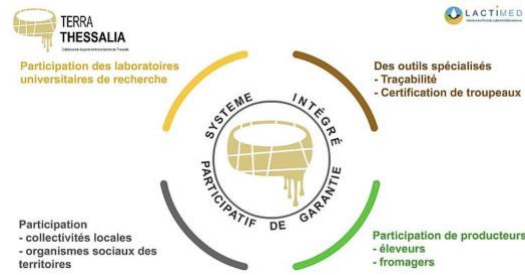 TERRA
THESSALIA
LACTIMED
Participation des laboratoires
universitaires de recherche
Des outils spécialisés
- Traçabilité
- Certification de troupeaux
SYSTEME INTÉGRÉ
PARTICIPATIF DE GARANTIE
Participation
- collectivités locales
- organismes sociaux des
territoires
Participation de producteurs
- éleveurs
- fromagers